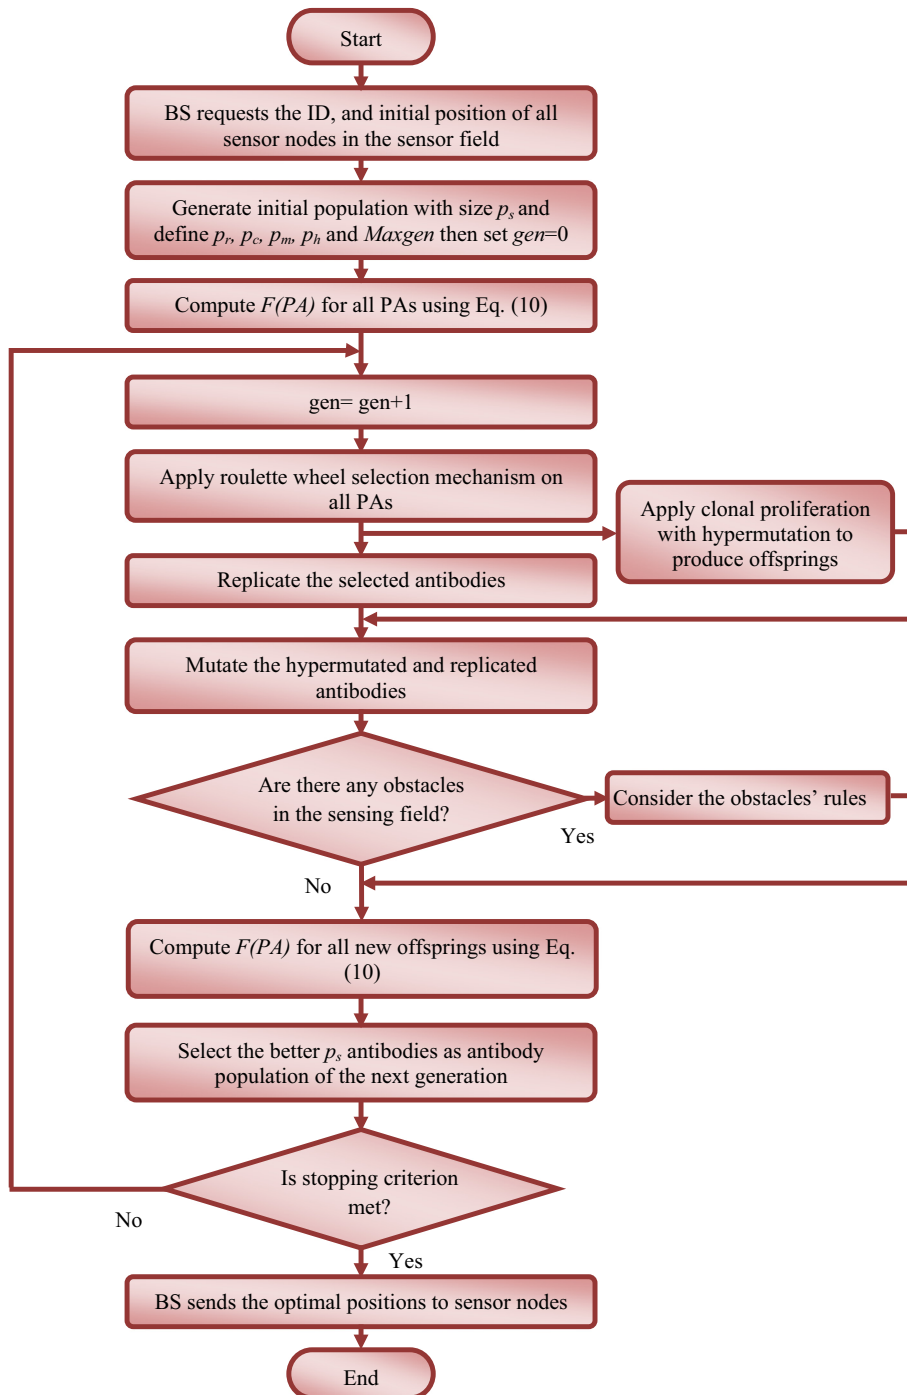 Start
BS requests the ID, and initial position of all
sensor nodes in the sensor field
Generate initial population with size ps and
define pr, pc, pm, ph and Maxgen then set gen=0
Compute F(PA) for all PAs using Eq. (10)
gen= gen+1
Apply roulette wheel selection mechanism on
all PAs
Apply clonal proliferation
with hypermutation to
produce offsprings
Replicate the selected antibodies
Mutate the hypermutated and replicated
antibodies
Are there any obstacles
in the sensing field?
Yes
Consider the obstacles’ rules
No
Compute F(PA) for all new offsprings using Eq.
(10)
Select the better ps antibodies as antibody
population of the next generation
Is stopping criterion
met?
No
Yes
BS sends the optimal positions to sensor nodes
End